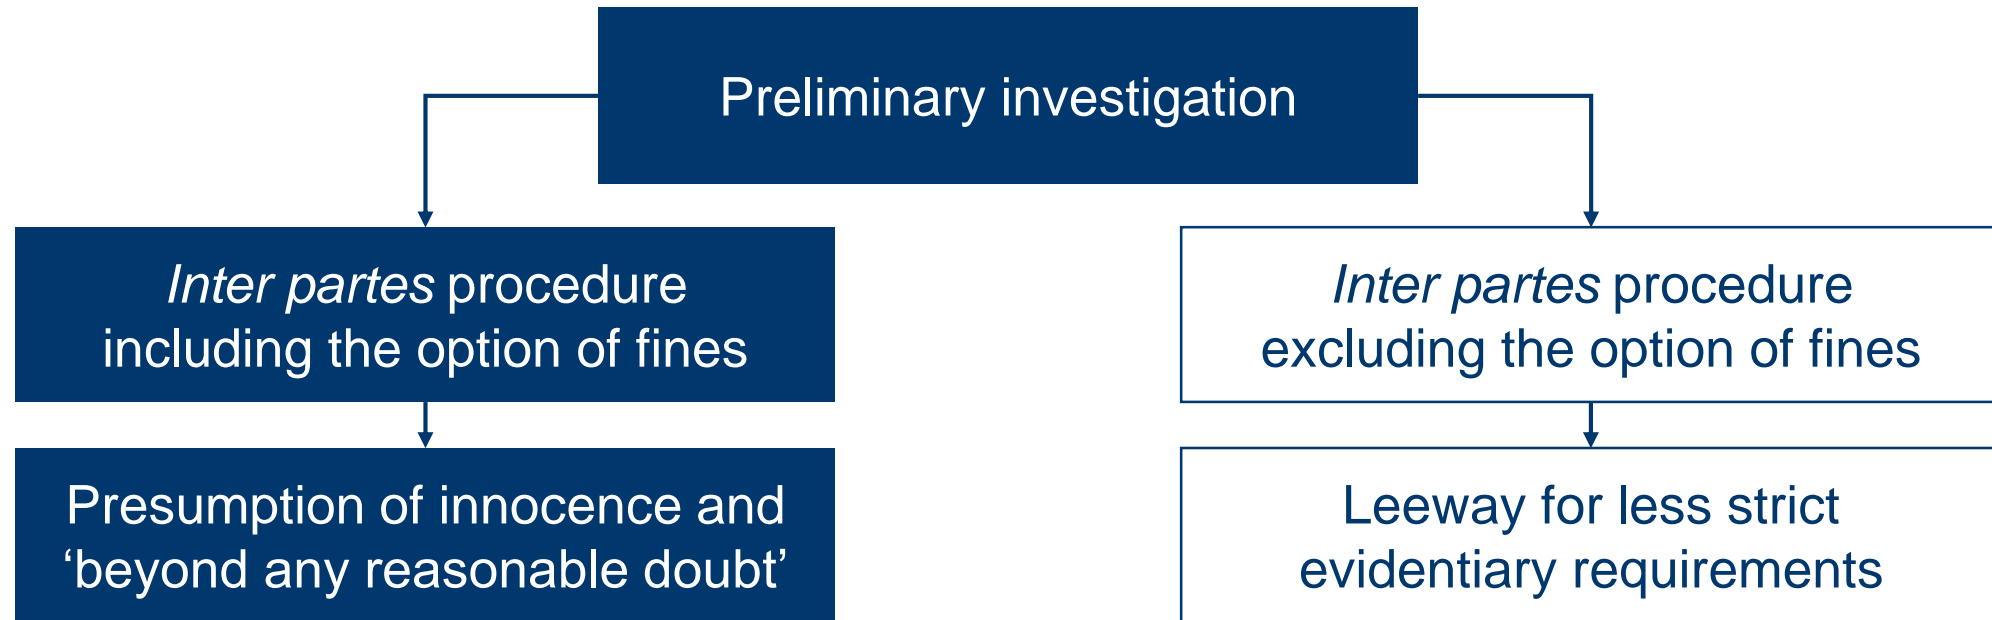 Preliminary investigation
Inter partes procedure
including the option of fines
Inter partes procedure
excluding the option of fines
Presumption of innocence and
‘beyond any reasonable doubt’
Leeway for less strict
evidentiary requirements